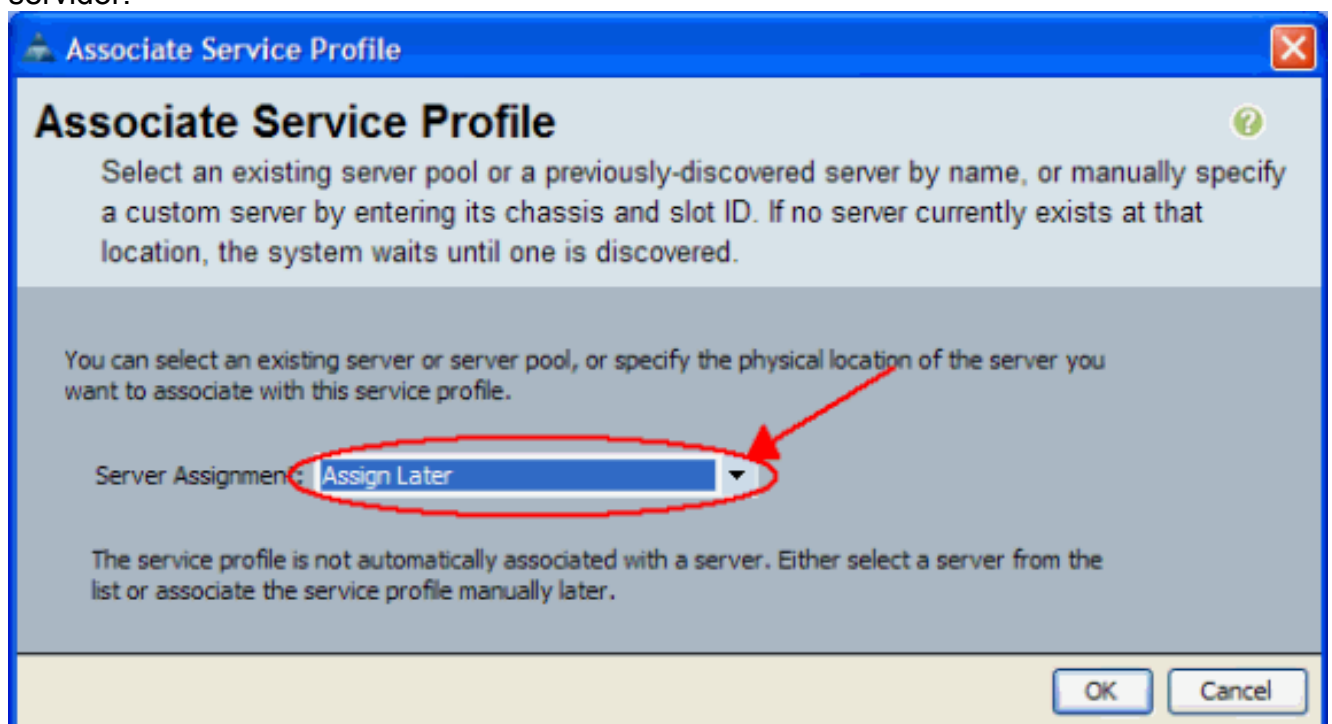 servidor.
Associate Service Profile
Associate Service Profile
Select an existing server pool or a previously-discovered server by name, or manually specify
a custom server by entering its chassis and slot ID. If no server currently exists at that
location, the system waits until one is discovered.
You can select an existing server or server pool, or specify the physical location of the server you
want to associate with this service profile.
Server Assignment: Assign Later
The service profile is not automatically associated with a server. Either select a server from the
list or associate the service profile manually later.
OK Cancel